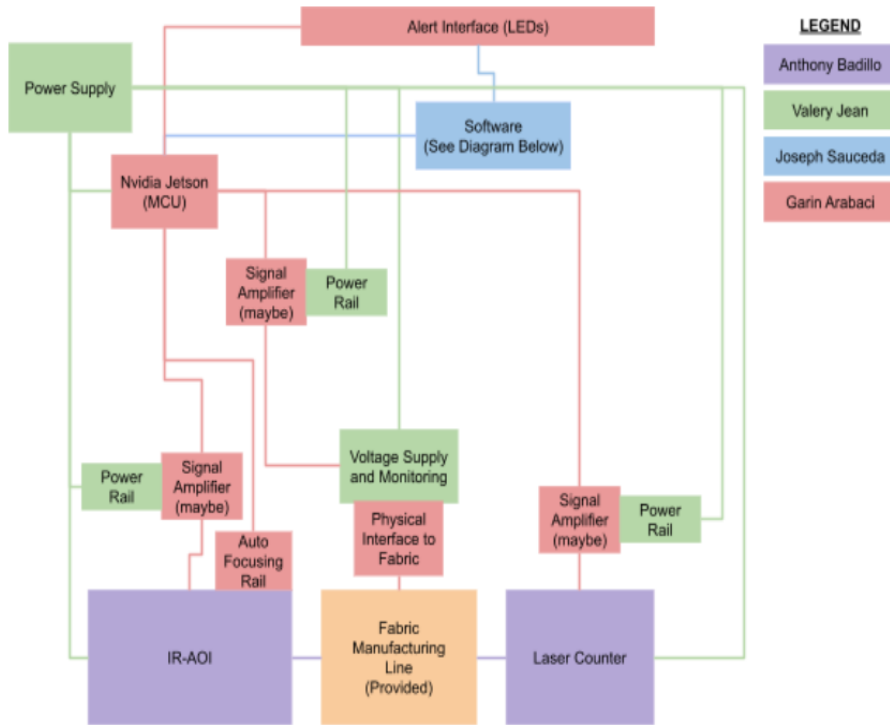 Alert Interface (LEDs)
LEGEND
Anthony Badillo
Valery Jean
Joseph Sauceda
Garin Arabaci
Power Supply
Software
(See Diagram Below)
Nvidia Jetson
(MCU)
Signal
Amplifier
(maybe)
Power
Rail
Voltage Supply
and Monitoring
Power
Rail
Signal
Amplifier
(maybe)
Physical
Interface to
Fabric
Signal
Amplifier
(maybe)
Power
Rail
Auto
Focusing
Rail
IR-AOI
Fabric
Manufacturing
Line
(Provided)
Laser Counter